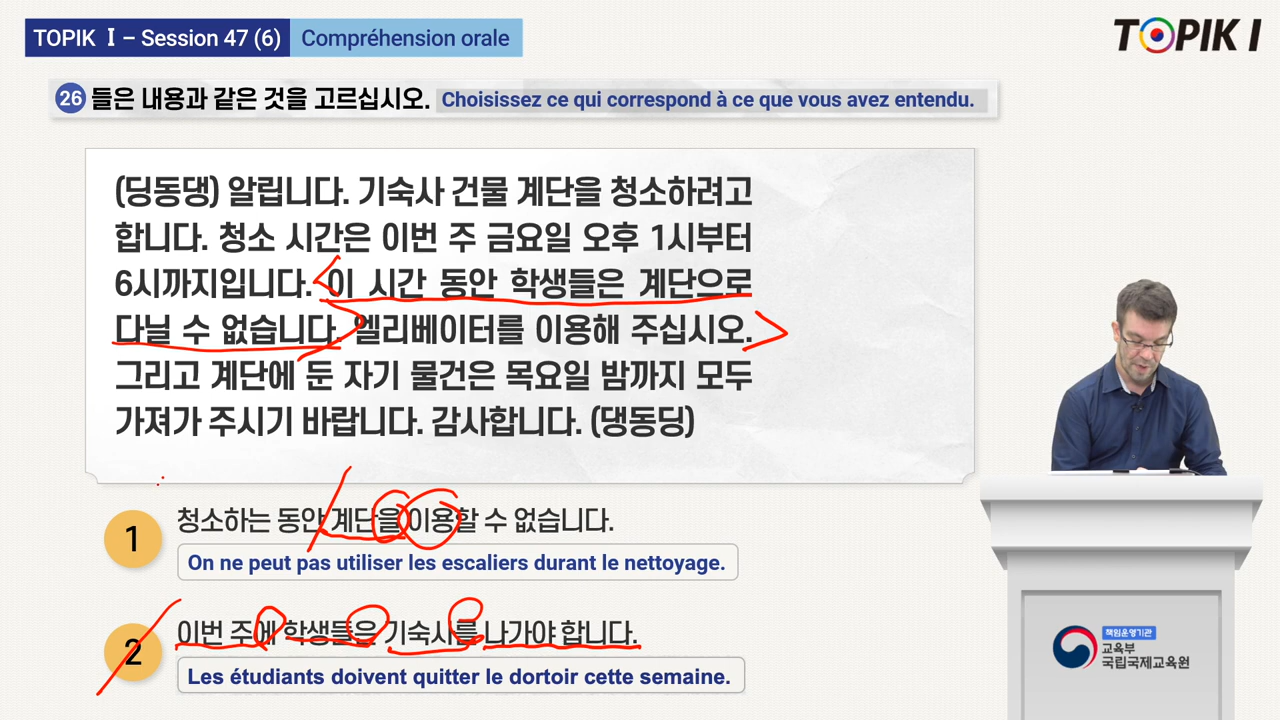 TOPIK Ⅰ – Session 47 (6) Compréhension orale
TOPIK I
26 들은 내용과 같은 것을 고르십시오. Choisissez ce qui correspond à ce que vous avez entendu.
(딩동댕) 알립니다. 기숙사 건물 계단을 청소하려고
합니다. 청소 시간은 이번 주 금요일 오후 1시부터
6시까지입니다. 이 시간 동안 학생들은 계단으로
다닐 수 없습니다. 엘리베이터를 이용해 주십시오.
그리고 계단에 둔 자기 물건은 목요일 밤까지 모두
가져가 주시기 바랍니다. 감사합니다. (댕동딩)
1 청소하는 동안 계단을 이용할 수 없습니다.
On ne peut pas utiliser les escaliers durant le nettoyage.
2 이번 주에 학생들은 기숙사를 나가야 합니다.
Les étudiants doivent quitter le dortoir cette semaine.
책임운영기관
교육부
국립국제교육원